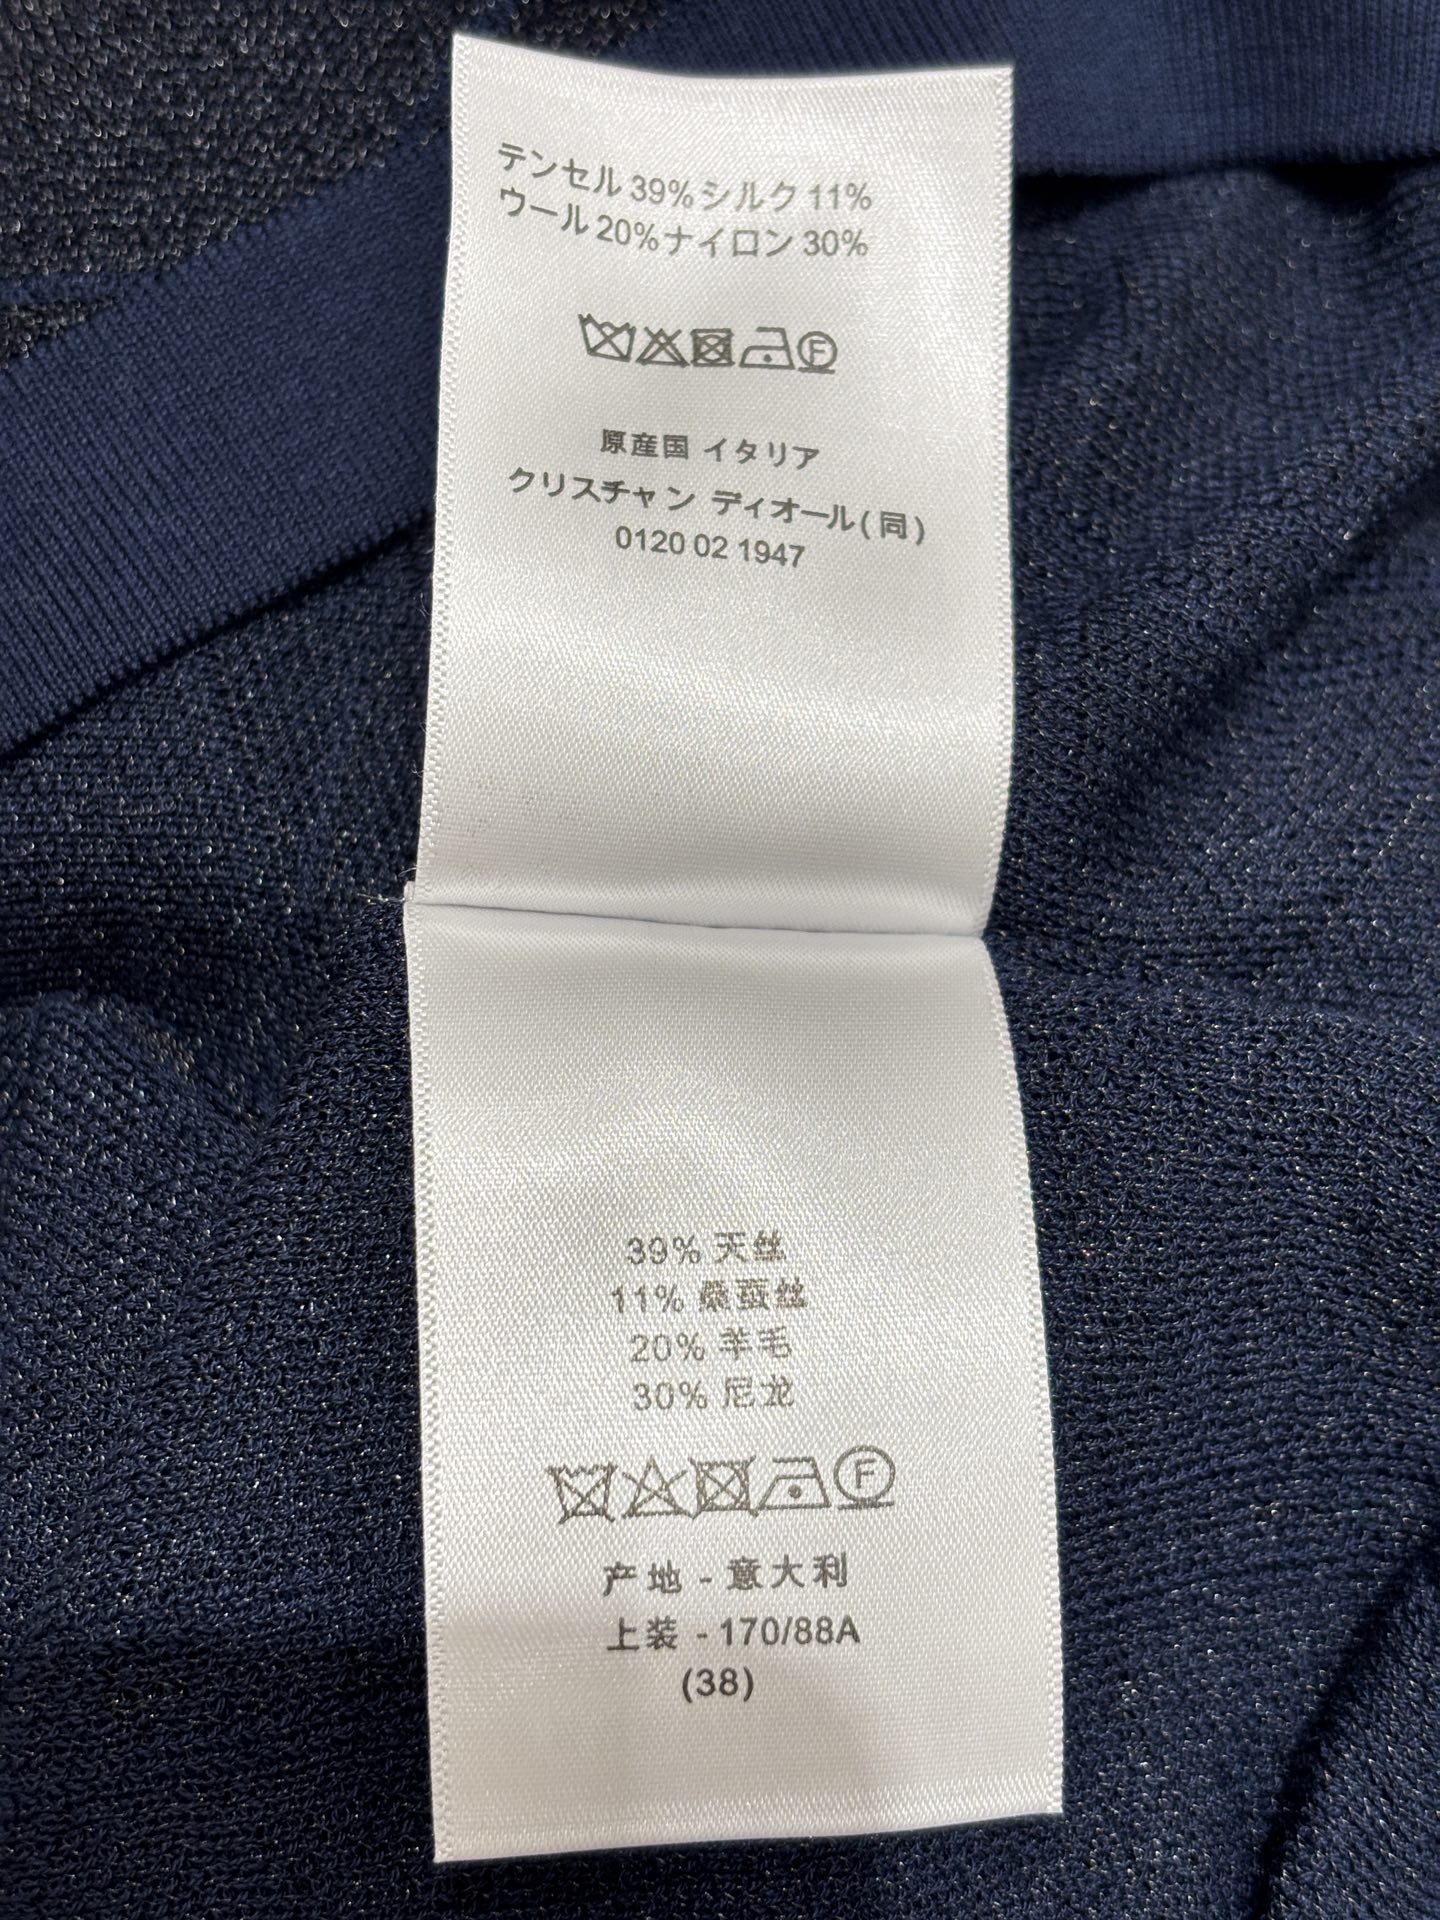 テンセル 39%シルク 11%
ウール 20%ナイロン 30%
F
原産国 イタリア
クリスチャン ディオール(同)
0120 02 1947
39% 天丝
11% 桑蚕丝
20% 羊毛
30% 尼龙
F
产地 - 意大利
上装 - 170/88A
(38)